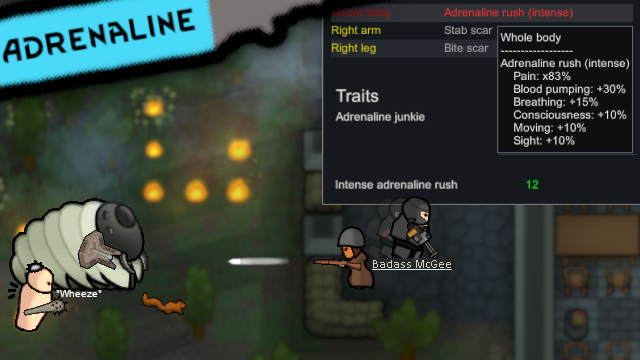 ADRENALINE
Whole body Adrenaline rush (intense)
Right arm Stab scar
Right leg Bite scar
Whole body
------------------
Adrenaline rush (intense)
Pain: x83%
Blood pumping: +30%
Breathing: +15%
Consciousness: +10%
Moving: +10%
Sight: +10%
Traits
Adrenaline junkie
Intense adrenaline rush 12
Badass McGee
*Wheeze*